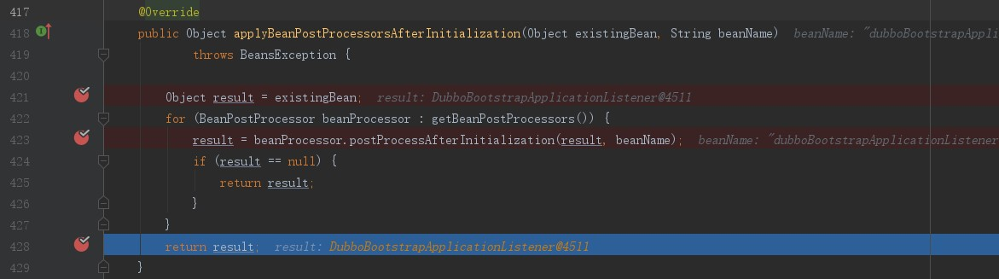 417 @Override
418 public Object applyBeanPostProcessorsAfterInitialization(Object existingBean, String beanName) beanName: "dubboBootstrapAppli
419 throws BeansException {
420
421 Object result = existingBean; result: DubboBootstrapApplicationListener@4511
422 for (BeanPostProcessor beanProcessor : getBeanPostProcessors()) {
423 result = beanProcessor.postProcessAfterInitialization(result, beanName); beanName: "dubboBootstrapApplicationListener
424 if (result == null) {
425 return result;
426 }
427 }
428 return result; result: DubboBootstrapApplicationListener@4511
429 }